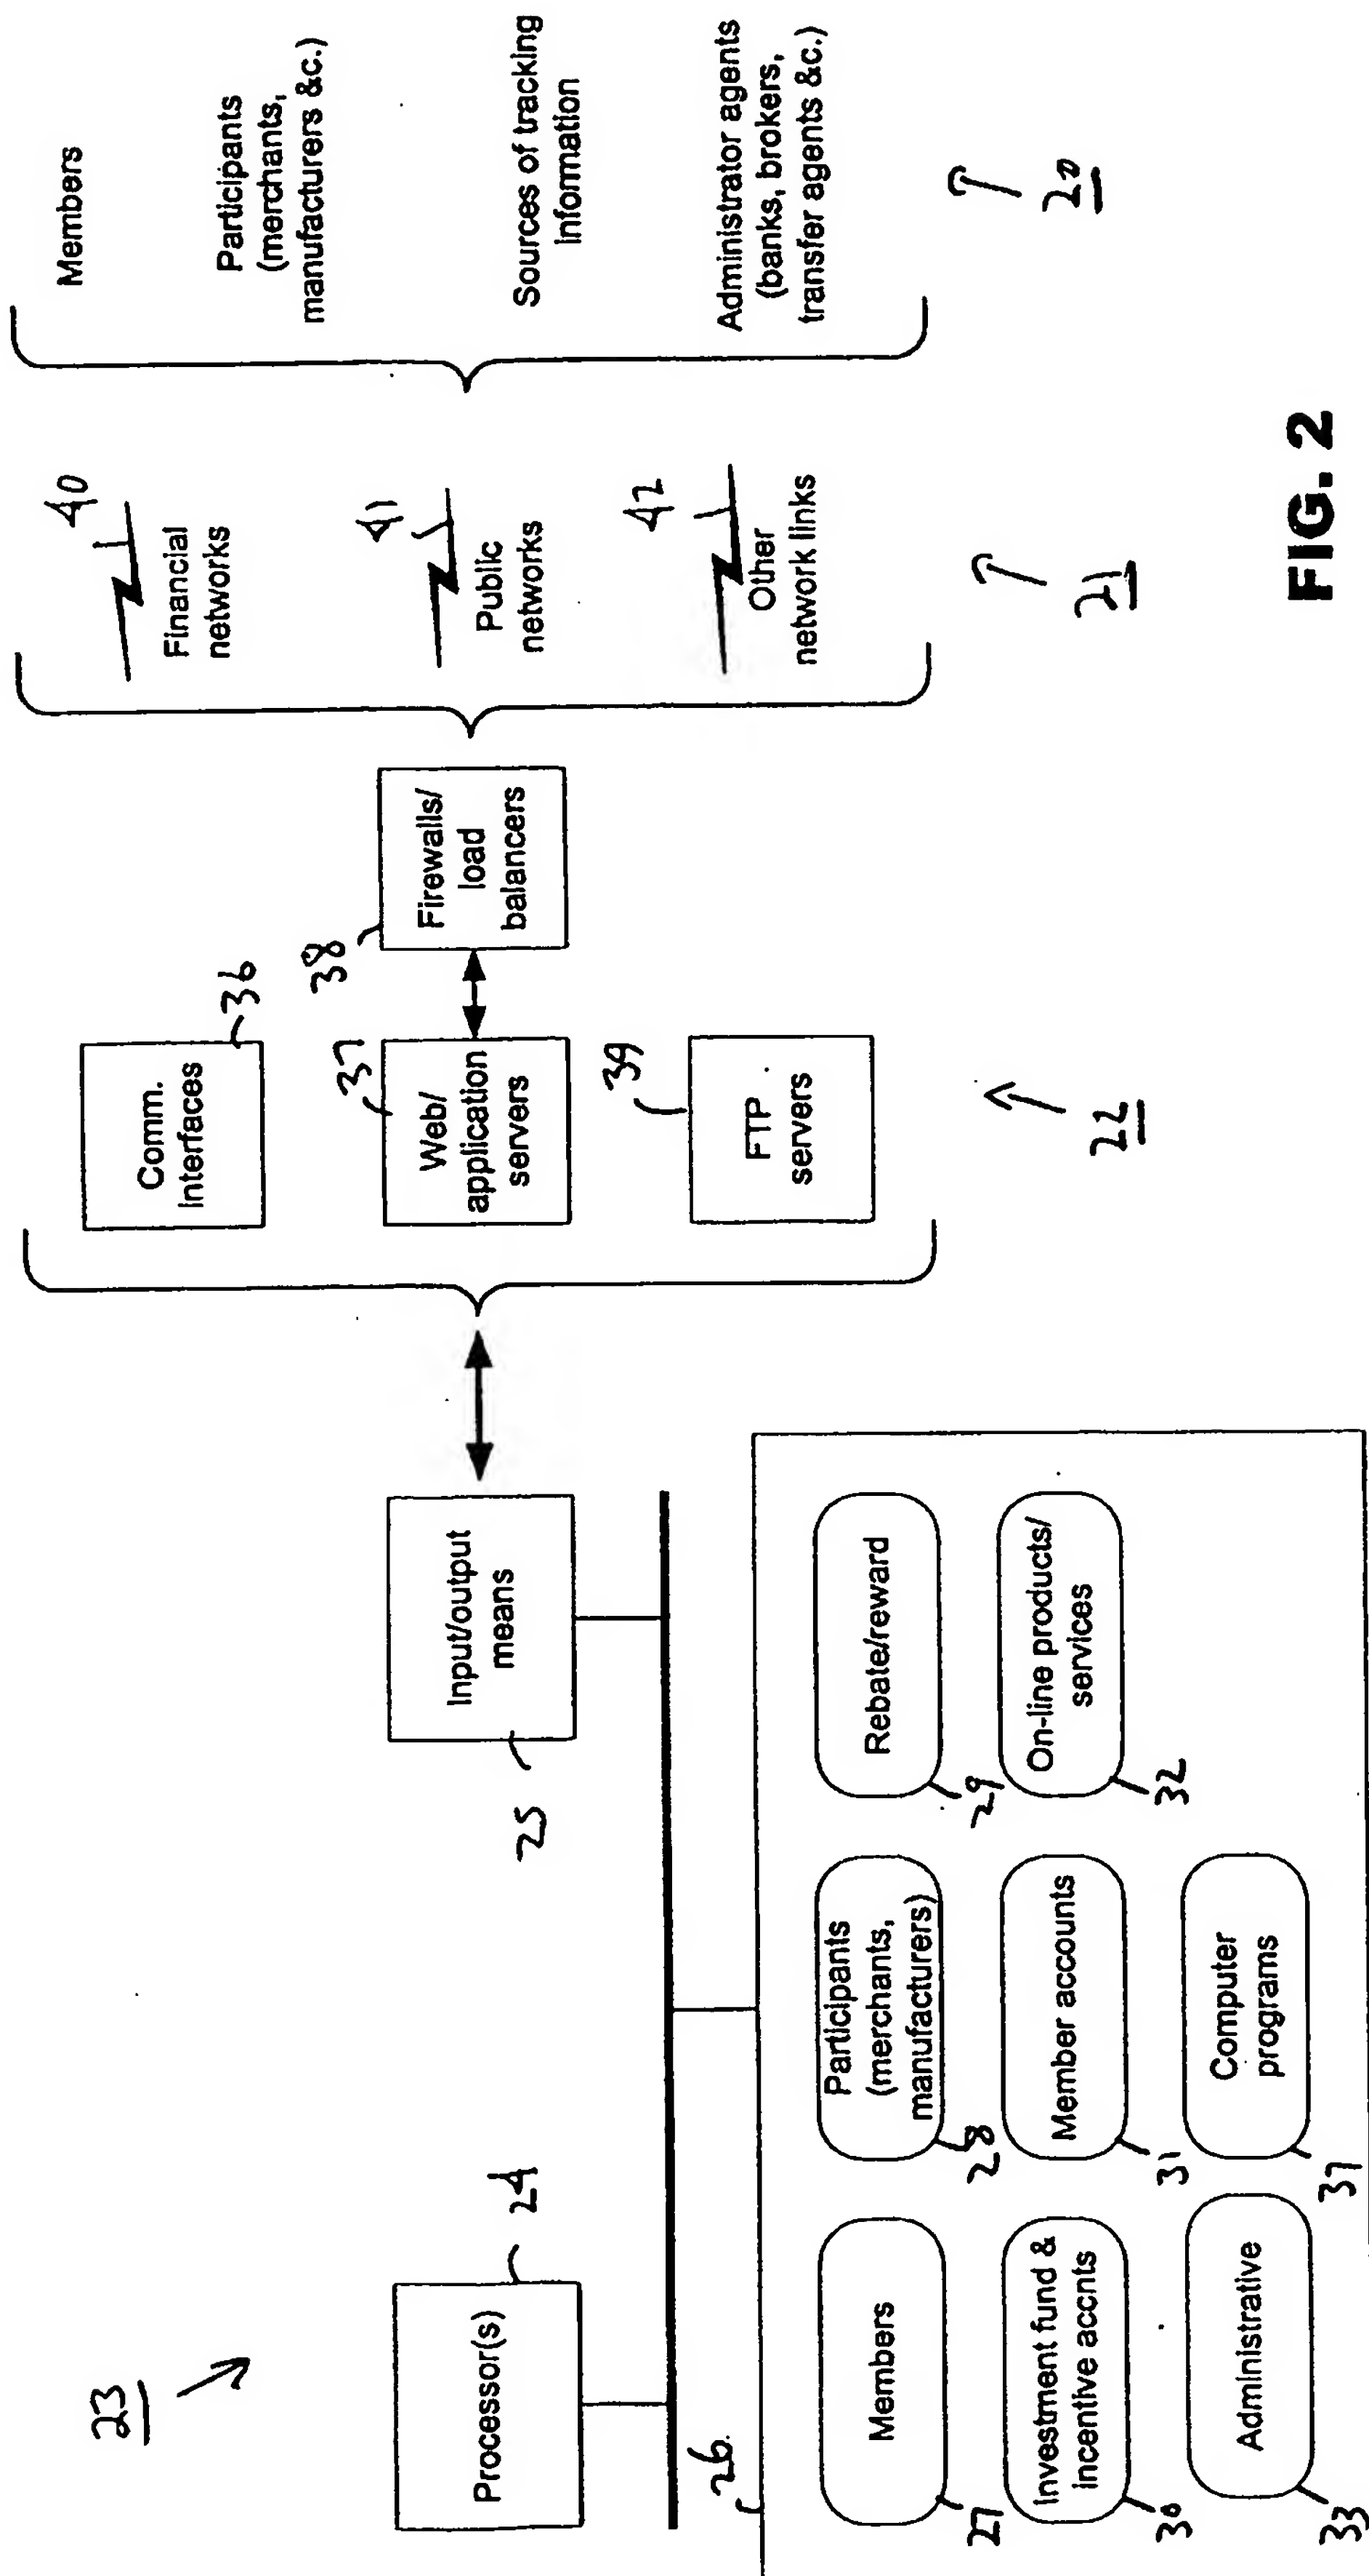 23
Processor(s)
24
Input/output
means
25
26
Members
27
Participants
(merchants,
manufacturers)
28
Rebate/reward
29
Investment fund &
incentive accnts
30
Member accounts
31
On-line products/
services
32
Administrative
33
Computer
programs
37
Comm.
Interfaces
36
Web/
application
servers
37
Firewalls/
load
balancers
38
FTP
servers
39
22
40
Financial
networks
41
Public
networks
42
Other
network links
21
Members
Participants
(merchants,
manufacturers &c.)
Sources of tracking
information
Administrator agents
(banks, brokers,
transfer agents &c.)
20
FIG. 2